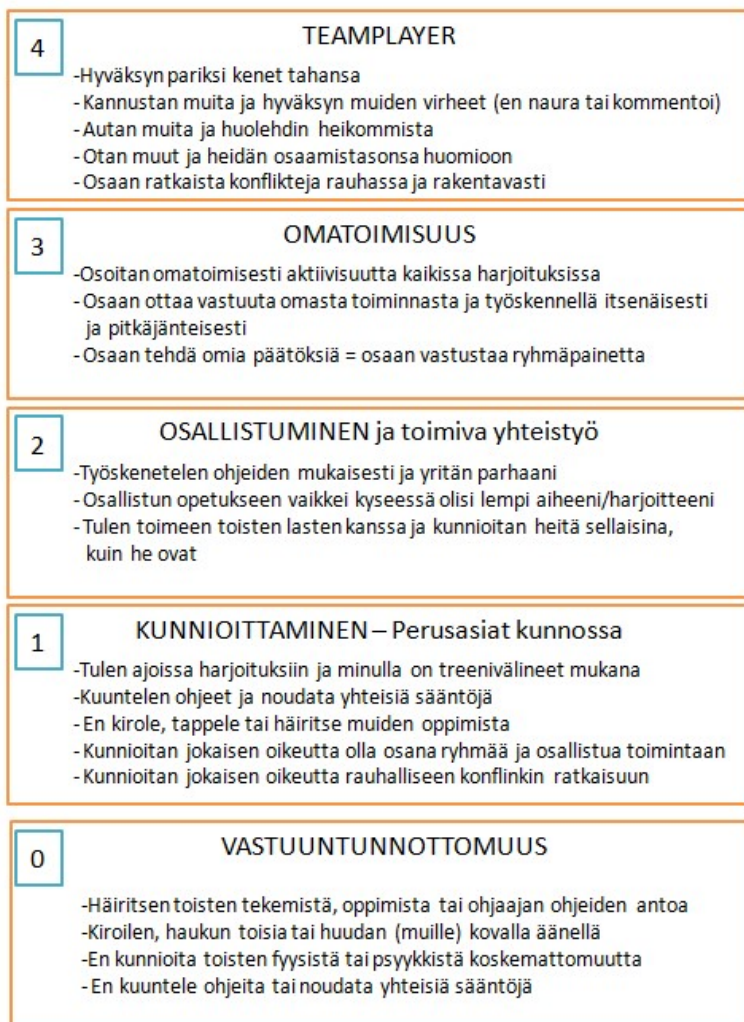 4
TEAMPLAYER
-Hyväksyn pariksi kenet tahansa
-Kannustan muita ja hyväksyn muiden virheet (en naura tai kommentoi)
-Autan muita ja huolehdin heikommista
-Otan muut ja heidän osaamistasonsa huomioon
-Osaan ratkaista konflikteja rauhassa ja rakentavasti
3
OMATOIMISUUS
-Osoitan omatoimisesti aktiivisuutta kaikissa harjoituksissa
-Osaan ottaa vastuuta omasta toiminnasta ja työskennellä itsenäisesti
ja pitkäjänteisesti
-Osaan tehdä omia päätöksiä = osaan vastustaa ryhmäpainetta
2
OSALLISTUMINEN ja toimiva yhteistyö
-Työskenetelen ohjeiden mukaisesti ja yritän parhaani
-Osallistun opetukseen vaikkei kyseessä olisi lempi aiheeni/harjoitteeni
-Tulen toimeen toisten lasten kanssa ja kunnioitan heitä sellaisina,
kuin he ovat
1
KUNNIOITTAMINEN – Perusasiat kunnossa
-Tulen ajoissa harjoituksiin ja minulla on treenivälineet mukana
-Kuuntelen ohjeet ja noudata yhteisiä sääntöjä
-En kirole, tappele tai häiritse muiden oppimista
-Kunnioitan jokaisen oikeutta olla osana ryhmää ja osallistua toimintaan
-Kunnioitan jokaisen oikeutta rauhalliseen konflinkin ratkaisuun
0
VASTUUNTUNNOTTOMUUS
-Häiritsen toisten tekemistä, oppimista tai ohjaajan ohjeiden antoa
-Kiroilen, haukun toisia tai huudan (muille) kovalla äänellä
-En kunnioita toisten fyysistä tai psyykkistä koskemattomuutta
-En kuuntele ohjeita tai noudata yhteisiä sääntöjä